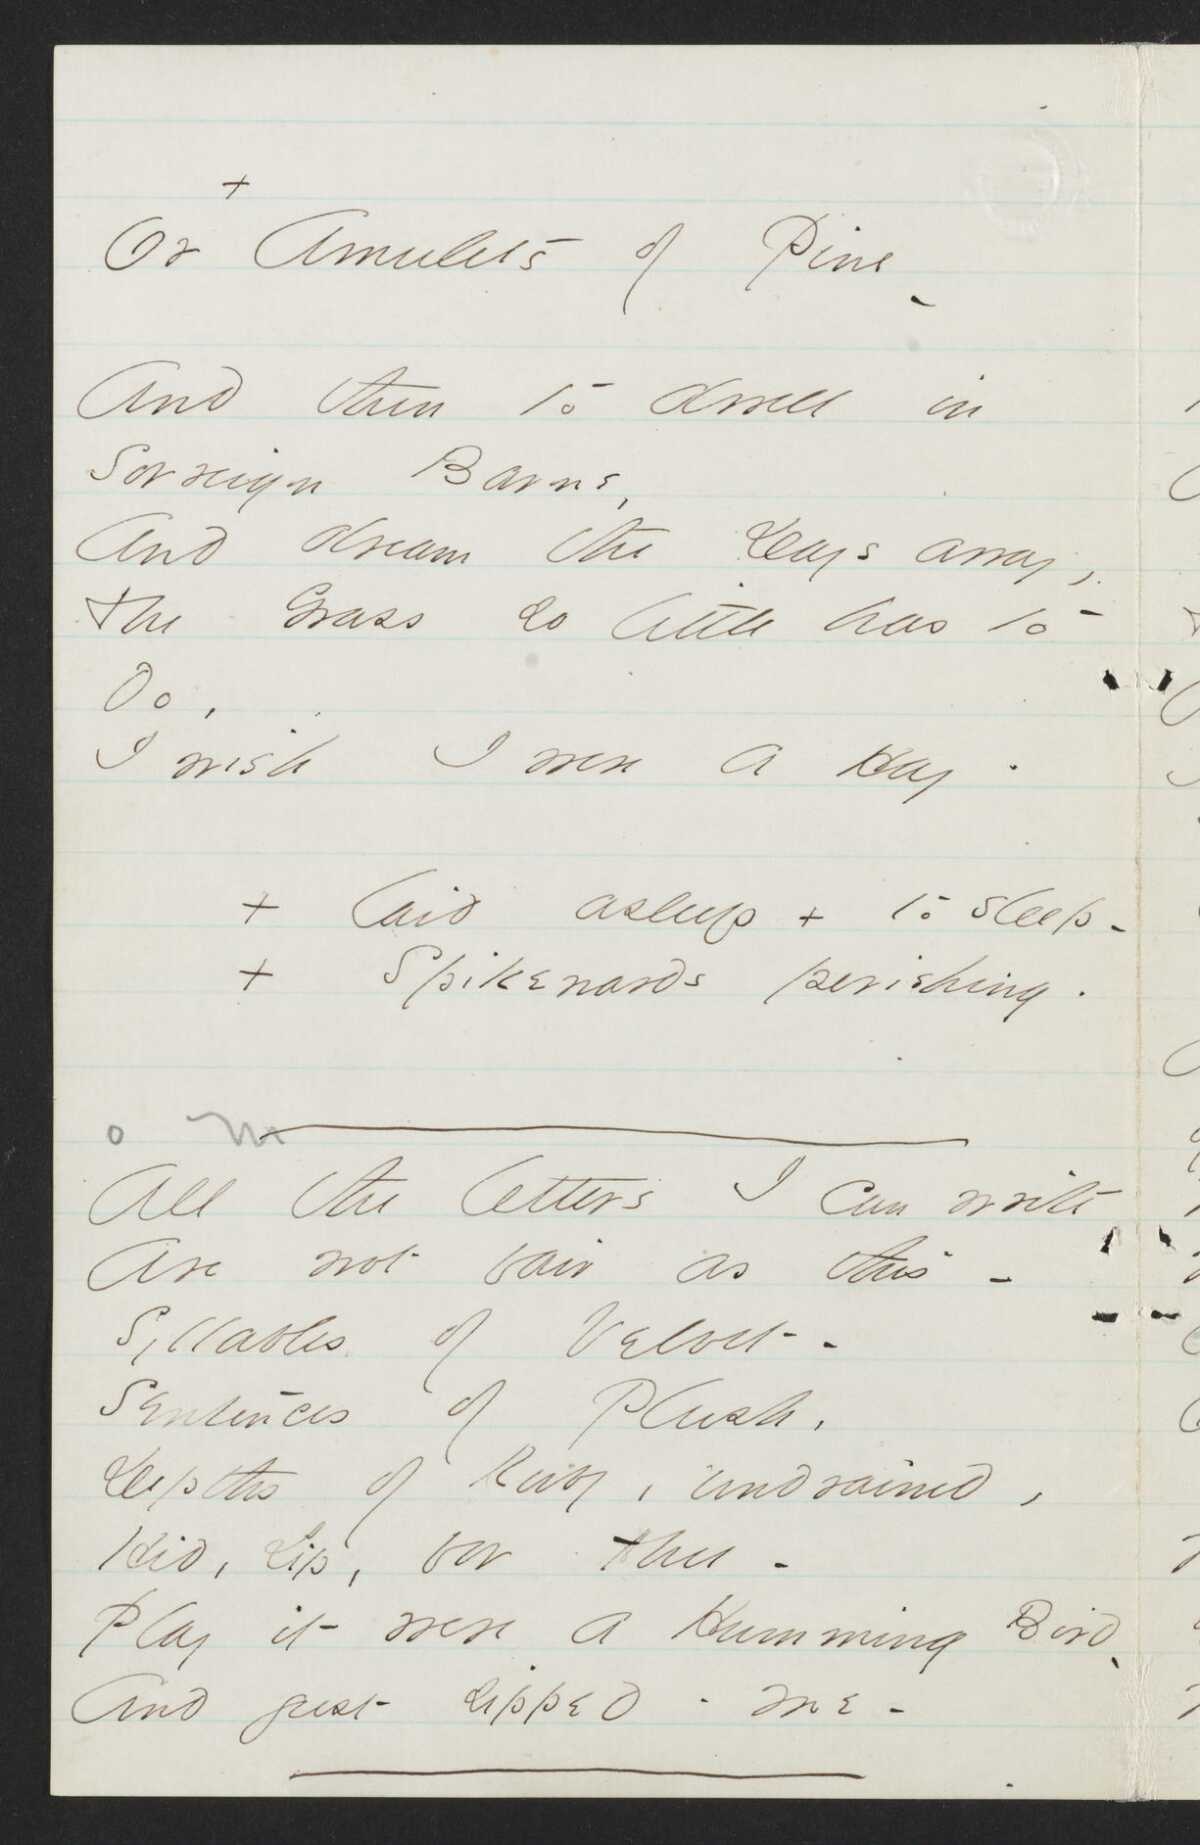 +
Or Amulets of Pine -
And then to dwell in
Sovreign Barns,
And dream the Days away,
The Grass so little has to
do,
I wish I were a Hay -
+ laid asleep + to sleep -
+ Spikenards perishing -
All the letters I can write
Are not fair as this -
Syllables of Velvet -
Sentences of Plush,
Depths of Ruby, undrained,
Hid, Lip, for Thee -
Play it were a Humming Bird
And just sipped - me -